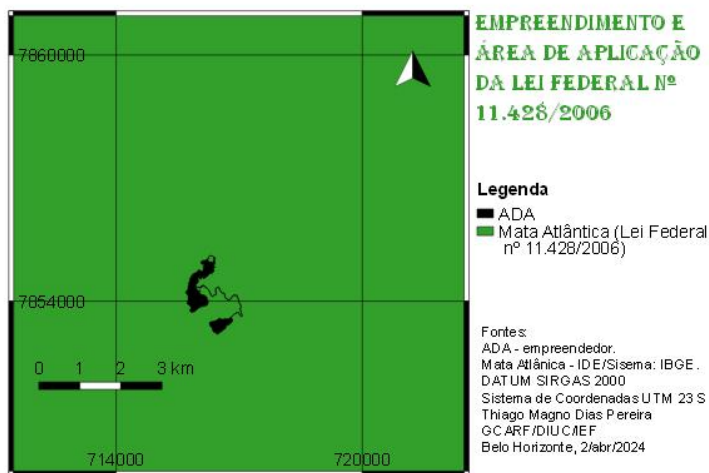 EMPREENDIMENTO E
ÁREA DE APLICAÇÃO
DA LEI FEDERAL Nº
11.428/2006
7860000
7854000
0 1 2 3 km
714000 720000
Legenda
ADA
Mata Atlântica (Lei Federal
nº 11.428/2006)
Fontes:
ADA - empreendedor.
Mata Atlânica - IDE/Sisema: IBGE.
DATUM SIRGAS 2000
Sistema de Coordenadas UTM 23 S
Thiago Magno Dias Pereira
GCARF/DIUC/IEF
Belo Horizonte, 2/abr/2024